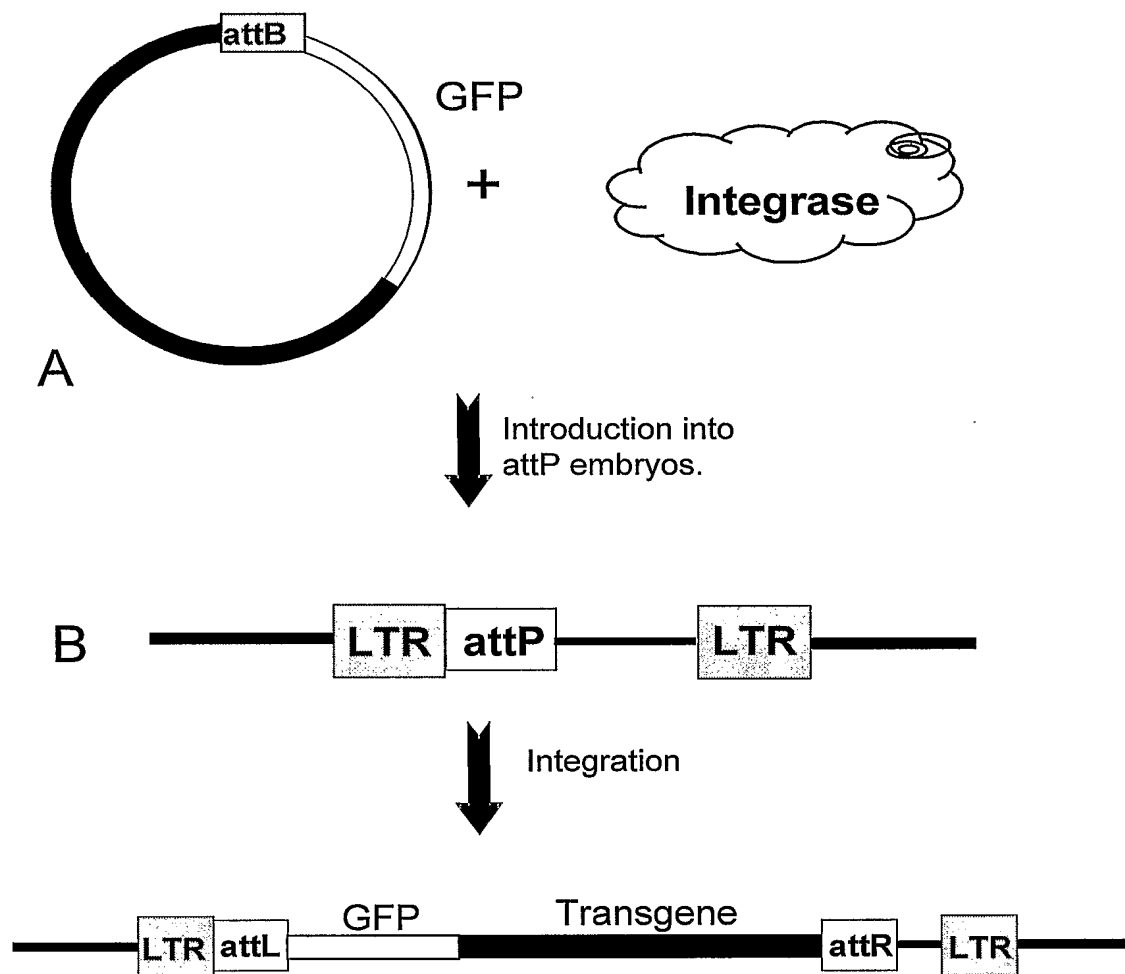 attB
GFP
+
Integrase
A
Introduction into
attP embryos.
B
LTR attP LTR
Integration
GFP Transgene
LTR attL attR LTR